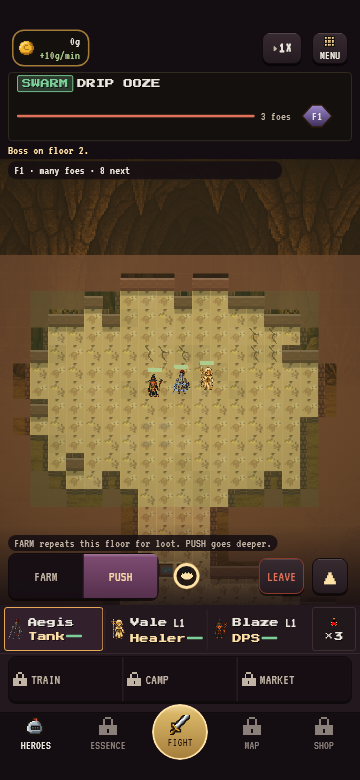 0g
+10g/min
1X
MENU
SWARM DRIP OOZE
3 foes
F1
Boss on floor 2.
F1 · many foes · 8 next
FARM repeats this floor for loot. PUSH goes deeper.
FARM
PUSH
LEAVE
Aegis
Tank
Vale L1
Healer
Blaze L1
DPS
×3
TRAIN
CAMP
MARKET
HEROES
ESSENCE
FIGHT
MAP
SHOP